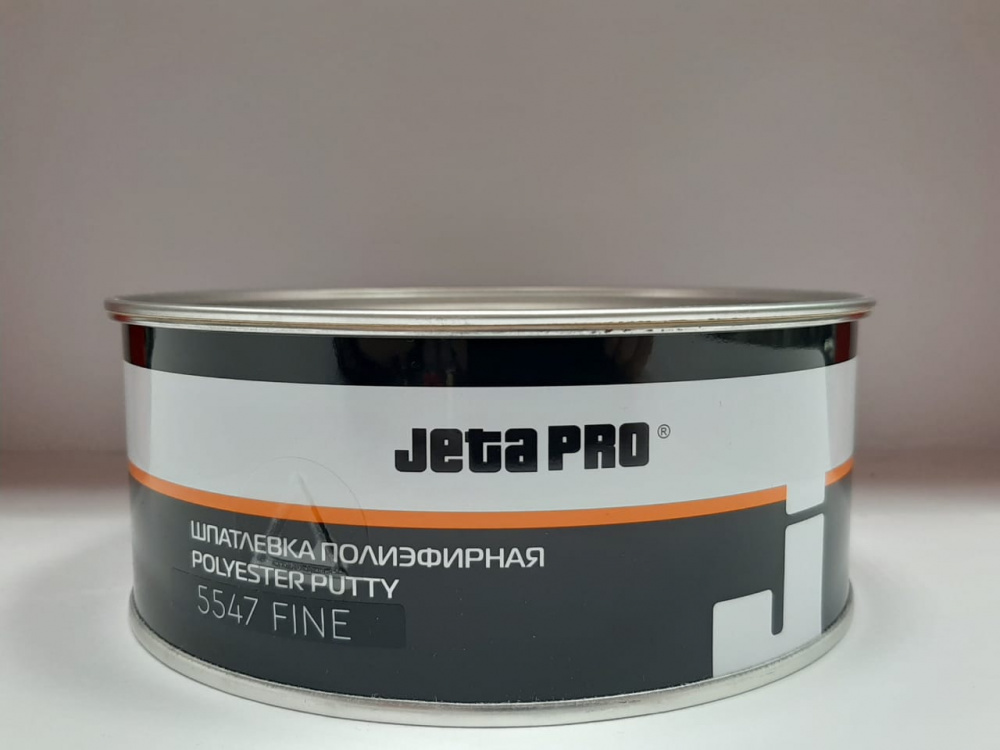 Jeta PRO®
ШПАТЛЕВКА ПОЛИЭФИРНАЯ
POLYESTER PUTTY
5547 FINE